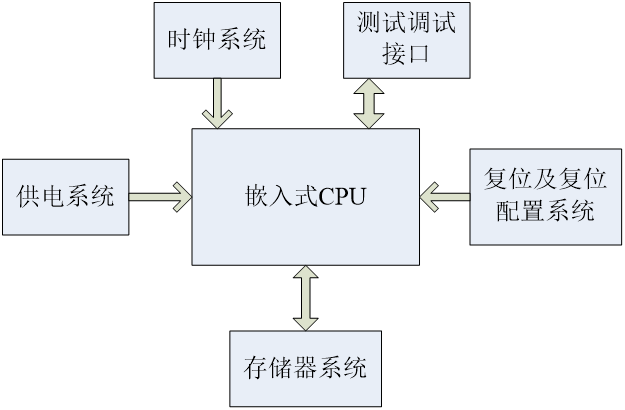 时钟系统
测试调试
接口
供电系统
嵌入式CPU
复位及复位
配置系统
存储器系统